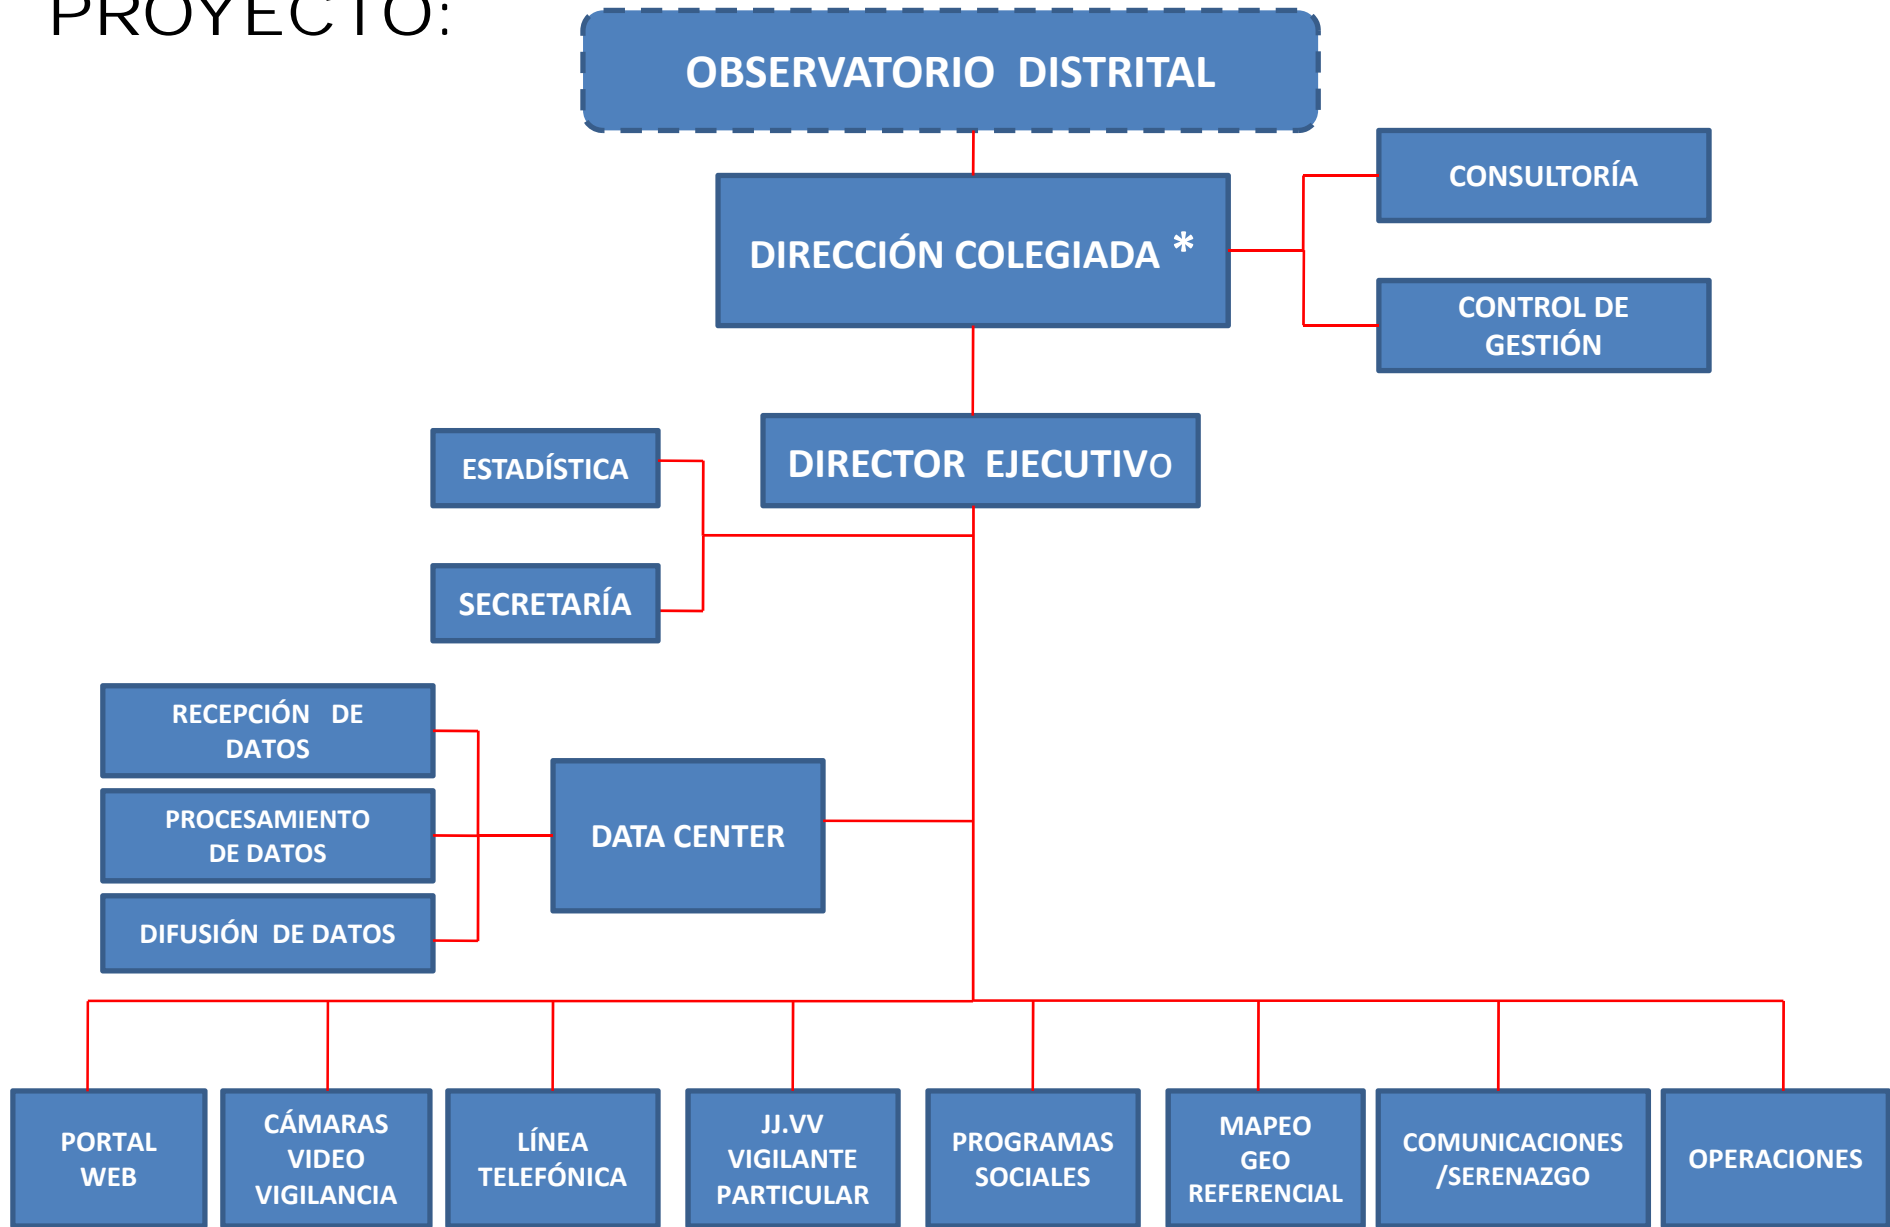 PROYECTO:
OBSERVATORIO DISTRITAL
DIRECCIÓN COLEGIADA *
CONSULTORÍA
CONTROL DE
GESTIÓN
DIRECTOR EJECUTIVO
ESTADÍSTICA
SECRETARÍA
RECEPCIÓN DE
DATOS
PROCESAMIENTO
DE DATOS
DIFUSIÓN DE DATOS
DATA CENTER
PORTAL
WEB
CÁMARAS
VIDEO
VIGILANCIA
LÍNEA
TELEFÓNICA
JJ.VV
VIGILANTE
PARTICULAR
PROGRAMAS
SOCIALES
MAPEO
GEO
REFERENCIAL
COMUNICACIONES
/SERENAZGO
OPERACIONES